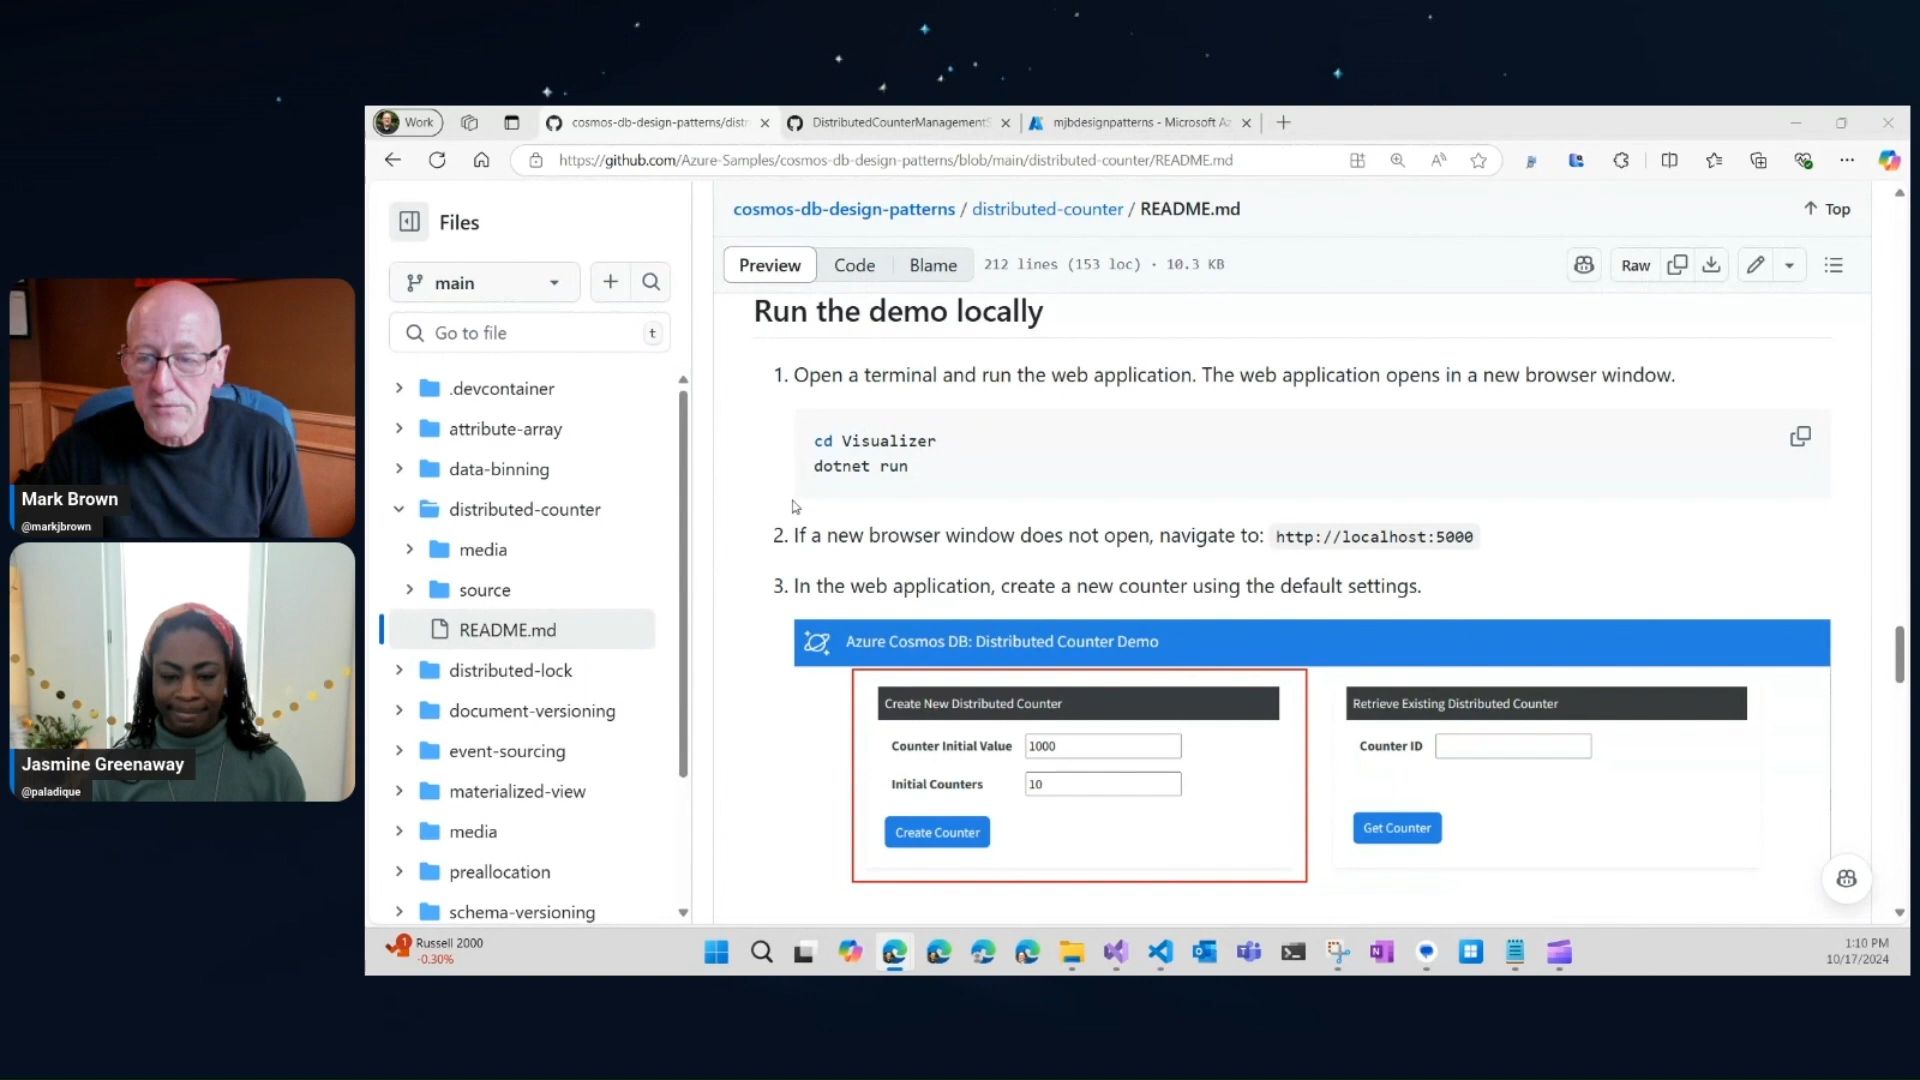 Work
cosmos-db-design-patterns/distr
DistributedCounterManagementS
mjbdesignpatterns - Microsoft Az
https://github.com/Azure-Samples/cosmos-db-design-patterns/blob/main/distributed-counter/README.md
Files
main
Go to file
t
.devcontainer
attribute-array
data-binning
distributed-counter
media
source
README.md
distributed-lock
document-versioning
event-sourcing
materialized-view
media
preallocation
schema-versioning
cosmos-db-design-patterns / distributed-counter / README.md
Top
Preview
Code
Blame
212 lines (153 loc) · 10.3 KB
Raw
Run the demo locally
1. Open a terminal and run the web application. The web application opens in a new browser window.
cd Visualizer
dotnet run
2. If a new browser window does not open, navigate to: http://localhost:5000
3. In the web application, create a new counter using the default settings.
Azure Cosmos DB: Distributed Counter Demo
Create New Distributed Counter
Counter Initial Value 1000
Initial Counters 10
Create Counter
Retrieve Existing Distributed Counter
Counter ID
Get Counter
Mark Brown
@markjbrown
Jasmine Greenaway
@paladique
1
Russell 2000
-0.30%
1:10 PM
10/17/2024